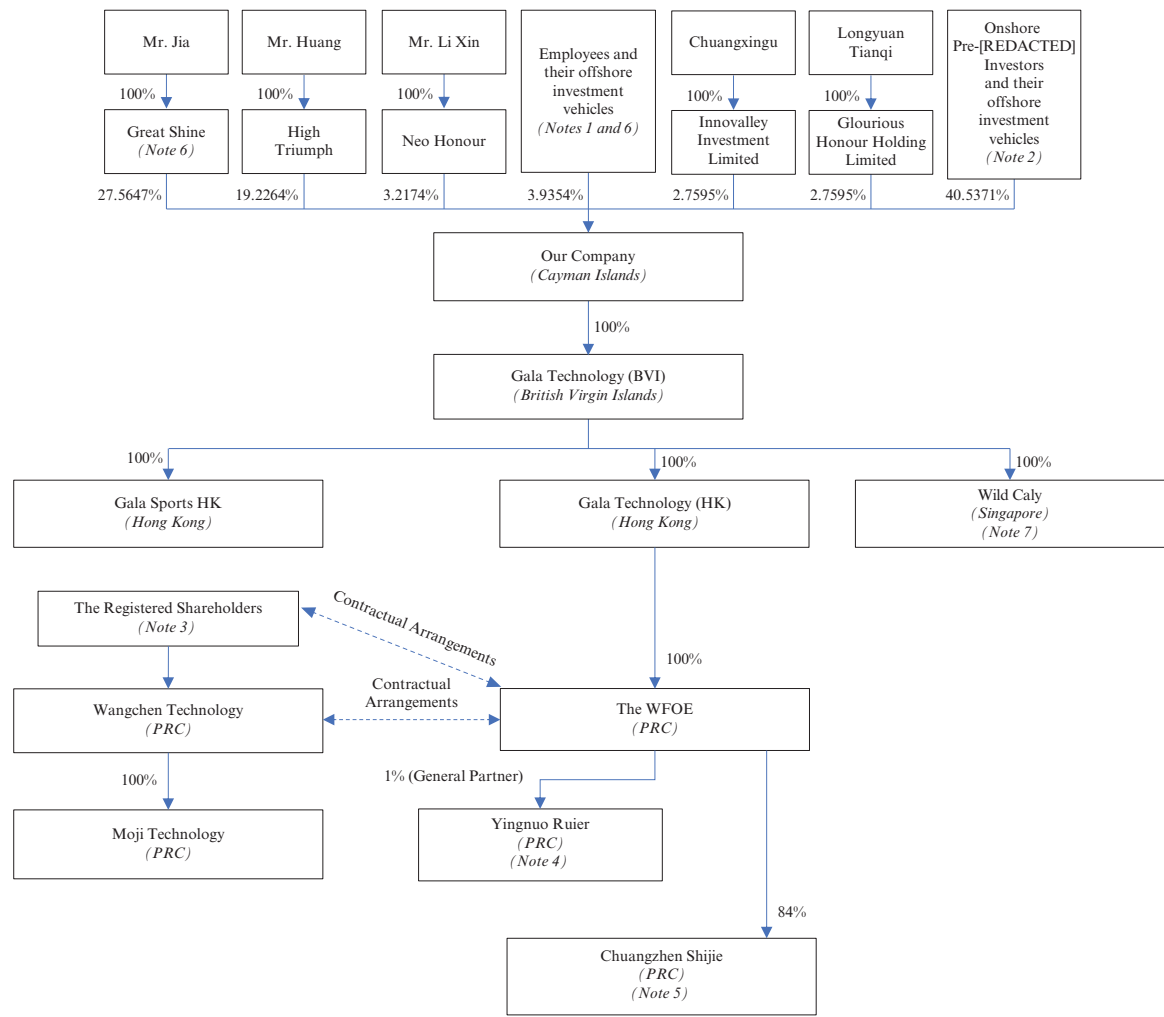 Mr. Jia
Mr. Huang
Mr. Li Xin
Employees and
their offshore
investment
vehicles
(Notes 1 and 6)
Chuangxingu
Longyuan
Tianqi
Onshore
Pre-[REDACTED]
Investors
and their
offshore
investment
vehicles
(Note 2)
100%
100%
100%
100%
100%
Great Shine
(Note 6)
High
Triumph
Neo Honour
Innovalley
Investment
Limited
Glourious
Honour Holding
Limited
27.5647%
19.2264%
3.2174%
3.9354%
2.7595%
2.7595%
40.5371%
Our Company
(Cayman Islands)
100%
Gala Technology (BVI)
(British Virgin Islands)
100%
100%
100%
Gala Sports HK
(Hong Kong)
Gala Technology (HK)
(Hong Kong)
Wild Caly
(Singapore)
(Note 7)
The Registered Shareholders
(Note 3)
Contractual Arrangements
100%
Wangchen Technology
(PRC)
Contractual
Arrangements
The WFOE
(PRC)
100%
1% (General Partner)
Moji Technology
(PRC)
Yingnuo Ruier
(PRC)
(Note 4)
84%
Chuangzhen Shijie
(PRC)
(Note 5)